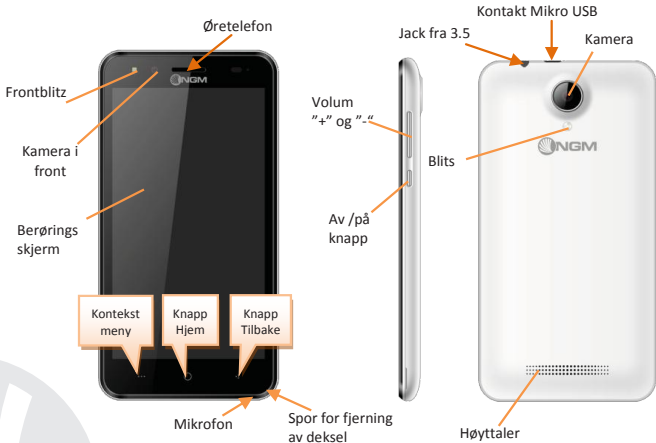 Øretelefon
Frontblitz
Kamera i
front
Berørings
skjerm
NGM
Kontekst
meny
Knapp
Hjem
Knapp
Tilbake
Mikrofon
Spor for fjerning
av deksel
Volum
”+” og ”-“
Av /på
knapp
Kontakt Mikro USB
Jack fra 3.5
Kamera
Blits
NGM
Høyttaler